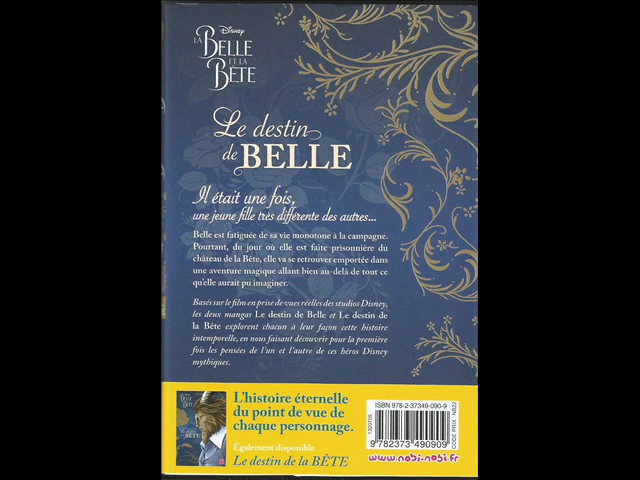 Disney
LA BELLE
ET LA
BÊTE
Le destin
de BELLE
Il était une fois,
une jeune fille très différente des autres...
Belle est fatiguée de sa vie monotone à la campagne.
Pourtant, du jour où elle est faite prisonnière du
château de la Bête, elle va se retrouver emportée dans
une aventure magique allant bien au-delà de tout ce
qu'elle aurait pu imaginer.
Basés sur le film en prise de vues réelles des studios Disney,
les deux mangas Le destin de Belle et Le destin de
la Bête explorent chacun à leur façon cette histoire
intemporelle, en nous faisant découvrir pour la première
fois les pensées de l'un et l'autre de ces héros Disney
mythiques.
L'histoire éternelle
du point de vue de
chaque personnage.
Également disponible
Le destin de la BÊTE
BÊTE
ISBN 978-2-37349-090-9
9 782373 490909
CODE PRIX : NB22
www.nobi-nobi.fr